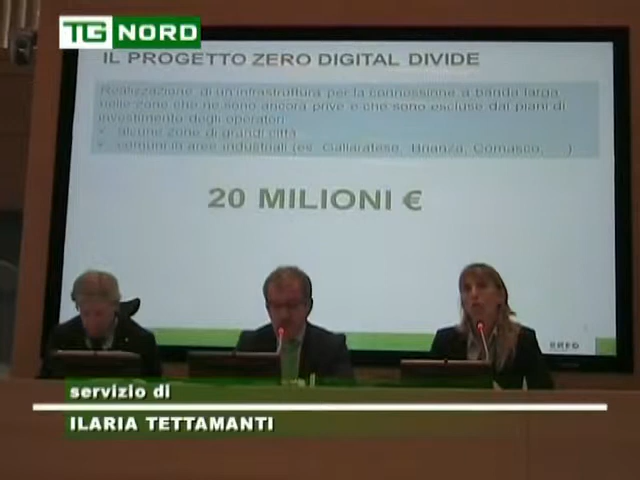 TG NORD
IL PROGETTO ZERO DIGITAL DIVIDE
Realizzazione di un'infrastruttura per la connessione a banda larga
nelle zone che ne sono ancora prive e che sono escluse dai piani di
investimento degli operatori:
alcune zone di grandi città
comuni in aree industriali (es. Gallaratese, Brianza, Comasco, )
20 MILIONI €
servizio di
ILARIA TETTAMANTI